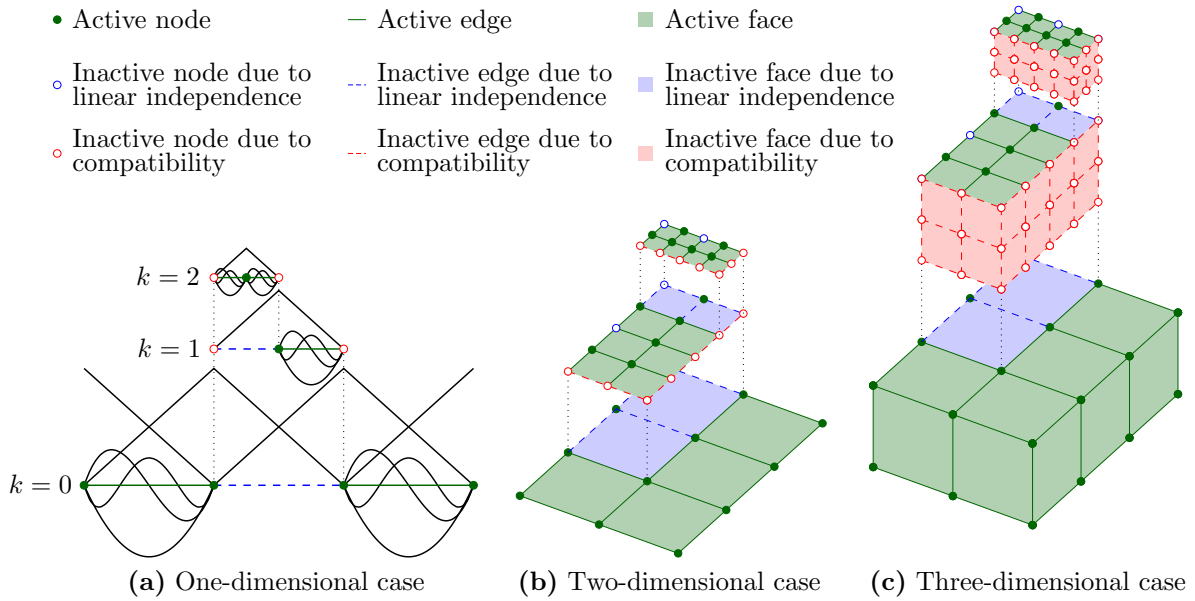 Active node
Active edge
Active face
Inactive node due to
linear independence
Inactive edge due to
linear independence
Inactive face due to
linear independence
Inactive node due to
compatibility
Inactive edge due to
compatibility
Inactive face due to
compatibility
k = 2
k = 1
k = 0
(a) One-dimensional case
(b) Two-dimensional case
(c) Three-dimensional case